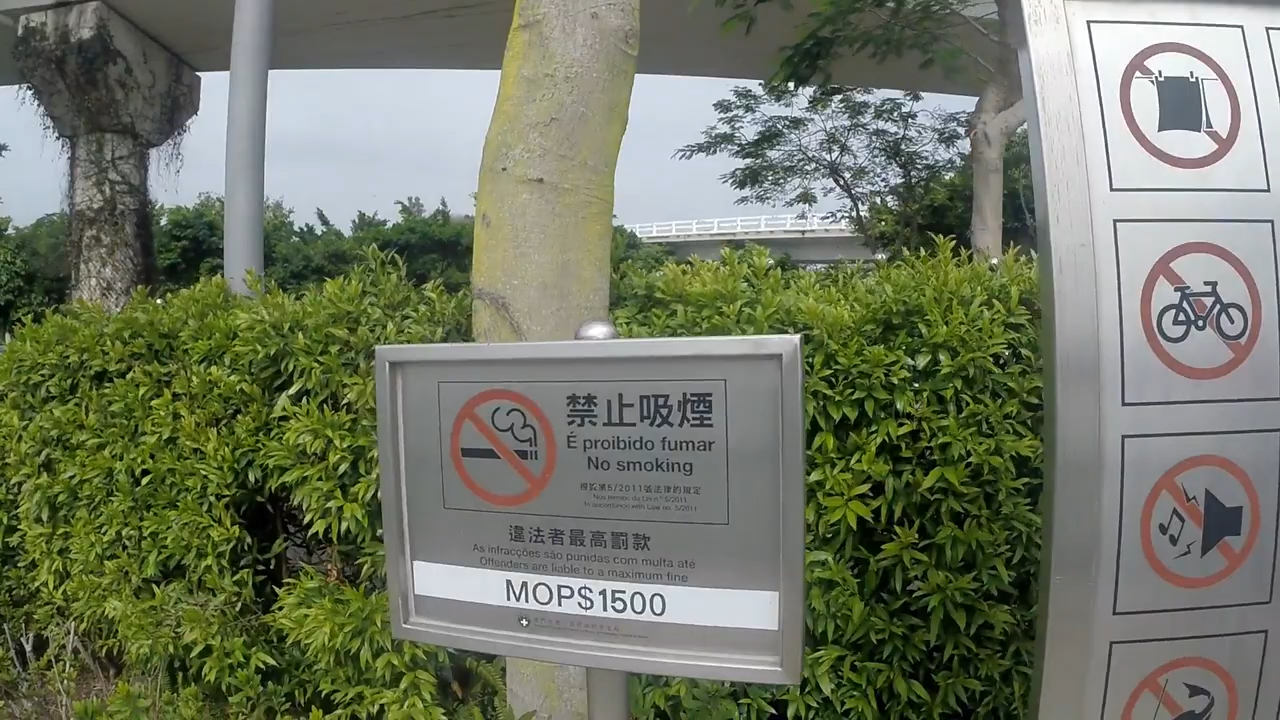 禁止吸煙
É proibido fumar
No smoking
根據第5/2011號法律的規定
Nos termos da Lei n.º 5/2011
In accordance with Law no. 5/2011
違法者最高罰款
As infracções são punidas com multa até
Offenders are liable to a maximum fine
MOP$1500